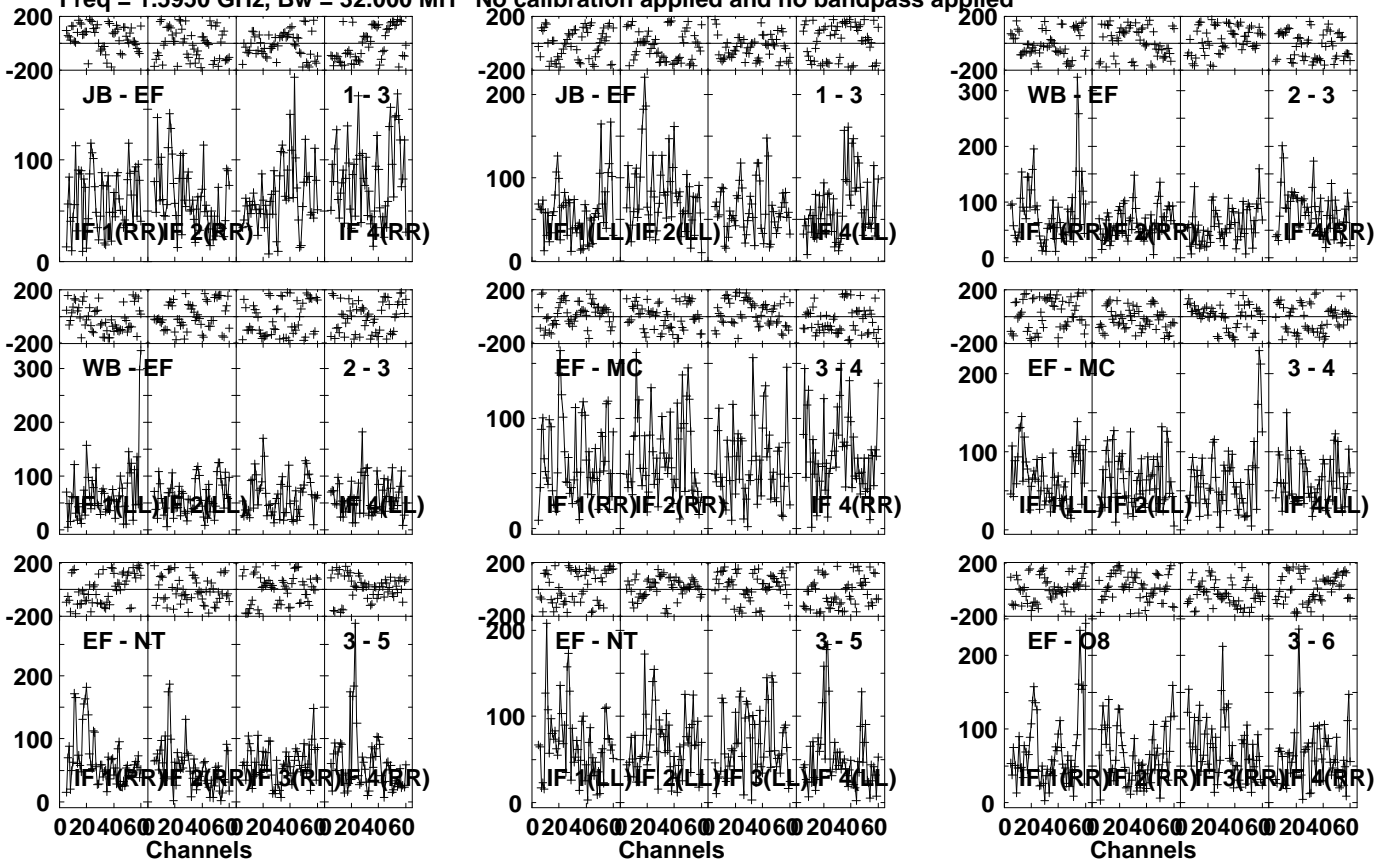 Freq = 1.5950 GHz, Bw = 32.000 MH No calibration applied and no bandpass applied
200
-200
JB - EF 1 - 3
100
0
IF 1(RR) IF 2(RR) IF 4(RR)
200
-200
JB - EF 1 - 3
200
100
0
IF 1(LL) IF 2(LL) IF 4(LL)
200
-200
WB - EF 2 - 3
300
200
100
0
IF 1(RR) IF 2(RR) IF 4(RR)
200
-200
WB - EF 2 - 3
300
200
100
0
IF 1(LL) IF 2(LL) IF 4(LL)
200
-200
EF - MC 3 - 4
100
0
IF 1(RR) IF 2(RR) IF 4(RR)
200
-200
EF - MC 3 - 4
200
100
0
IF 1(LL) IF 2(LL) IF 4(LL)
200
-200
EF - NT 3 - 5
200
100
0
IF 1(RR) IF 2(RR) IF 3(RR) IF 4(RR)
0 20 40 60 0 20 40 60 0 20 40 60 0 20 40 60
Channels
200
-200
EF - NT 3 - 5
200
100
0
IF 1(LL) IF 2(LL) IF 3(LL) IF 4(LL)
0 20 40 60 0 20 40 60 0 20 40 60 0 20 40 60
Channels
200
-200
EF - O8 3 - 6
200
100
0
IF 1(RR) IF 2(RR) IF 3(RR) IF 4(RR)
0 20 40 60 0 20 40 60 0 20 40 60 0 20 40 60
Channels